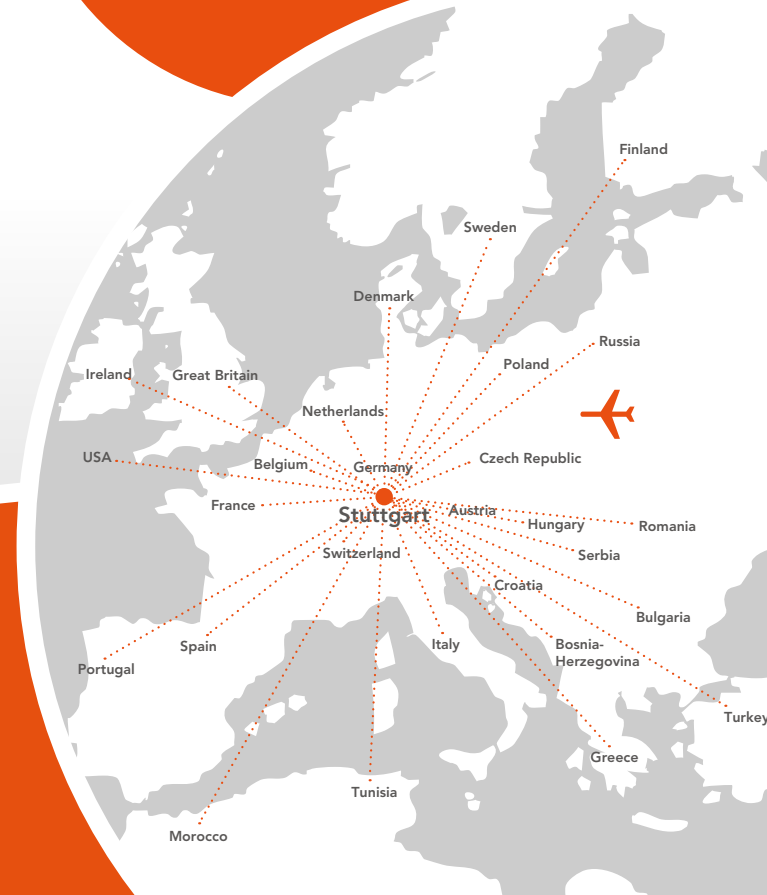 Finland
Sweden
Denmark
Russia
Poland
Ireland
Great Britain
Netherlands
USA
Belgium
Germany
Czech Republic
France
Stuttgart
Austria
Hungary
Romania
Switzerland
Serbia
Croatia
Bulgaria
Spain
Italy
Bosnia-
Herzegovina
Portugal
Turkey
Greece
Tunisia
Morocco